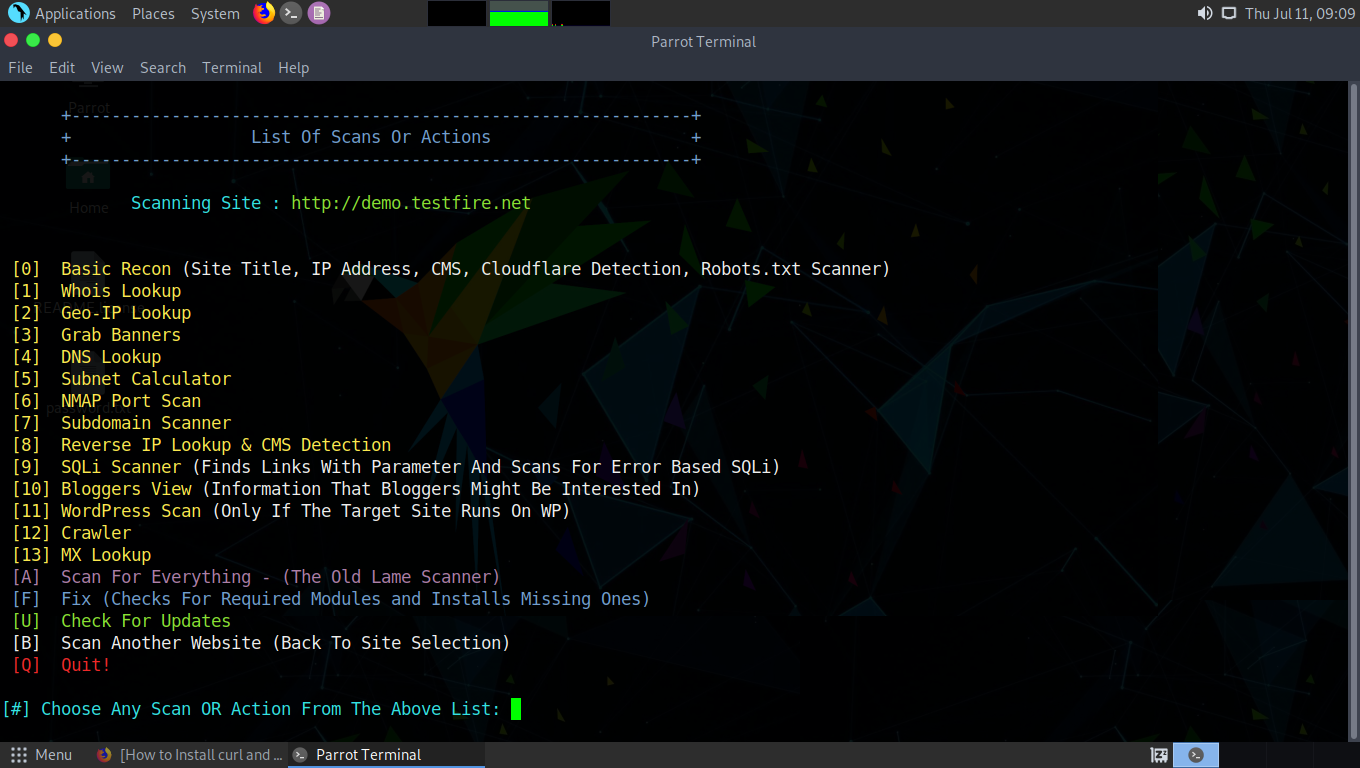 Applications Places System Thu Jul 11, 09:09
Parrot Terminal
File Edit View Search Terminal Help
Parrot
+--------------------------------------------------------------+
+ List Of Scans Or Actions +
+--------------------------------------------------------------+
Scanning Site : http://demo.testfire.net
Home
[0] Basic Recon (Site Title, IP Address, CMS, Cloudflare Detection, Robots.txt Scanner)
[1] Whois Lookup
[2] Geo-IP Lookup
[3] Grab Banners
[4] DNS Lookup
[5] Subnet Calculator
[6] NMAP Port Scan
[7] Subdomain Scanner
[8] Reverse IP Lookup & CMS Detection
[9] SQLi Scanner (Finds Links With Parameter And Scans For Error Based SQLi)
[10] Bloggers View (Information That Bloggers Might Be Interested In)
[11] WordPress Scan (Only If The Target Site Runs On WP)
[12] Crawler
[13] MX Lookup
[A] Scan For Everything - (The Old Lame Scanner)
[F] Fix (Checks For Required Modules and Installs Missing Ones)
[U] Check For Updates
[B] Scan Another Website (Back To Site Selection)
[Q] Quit!
[#] Choose Any Scan OR Action From The Above List:
Menu [How to Install curl and ... Parrot Terminal